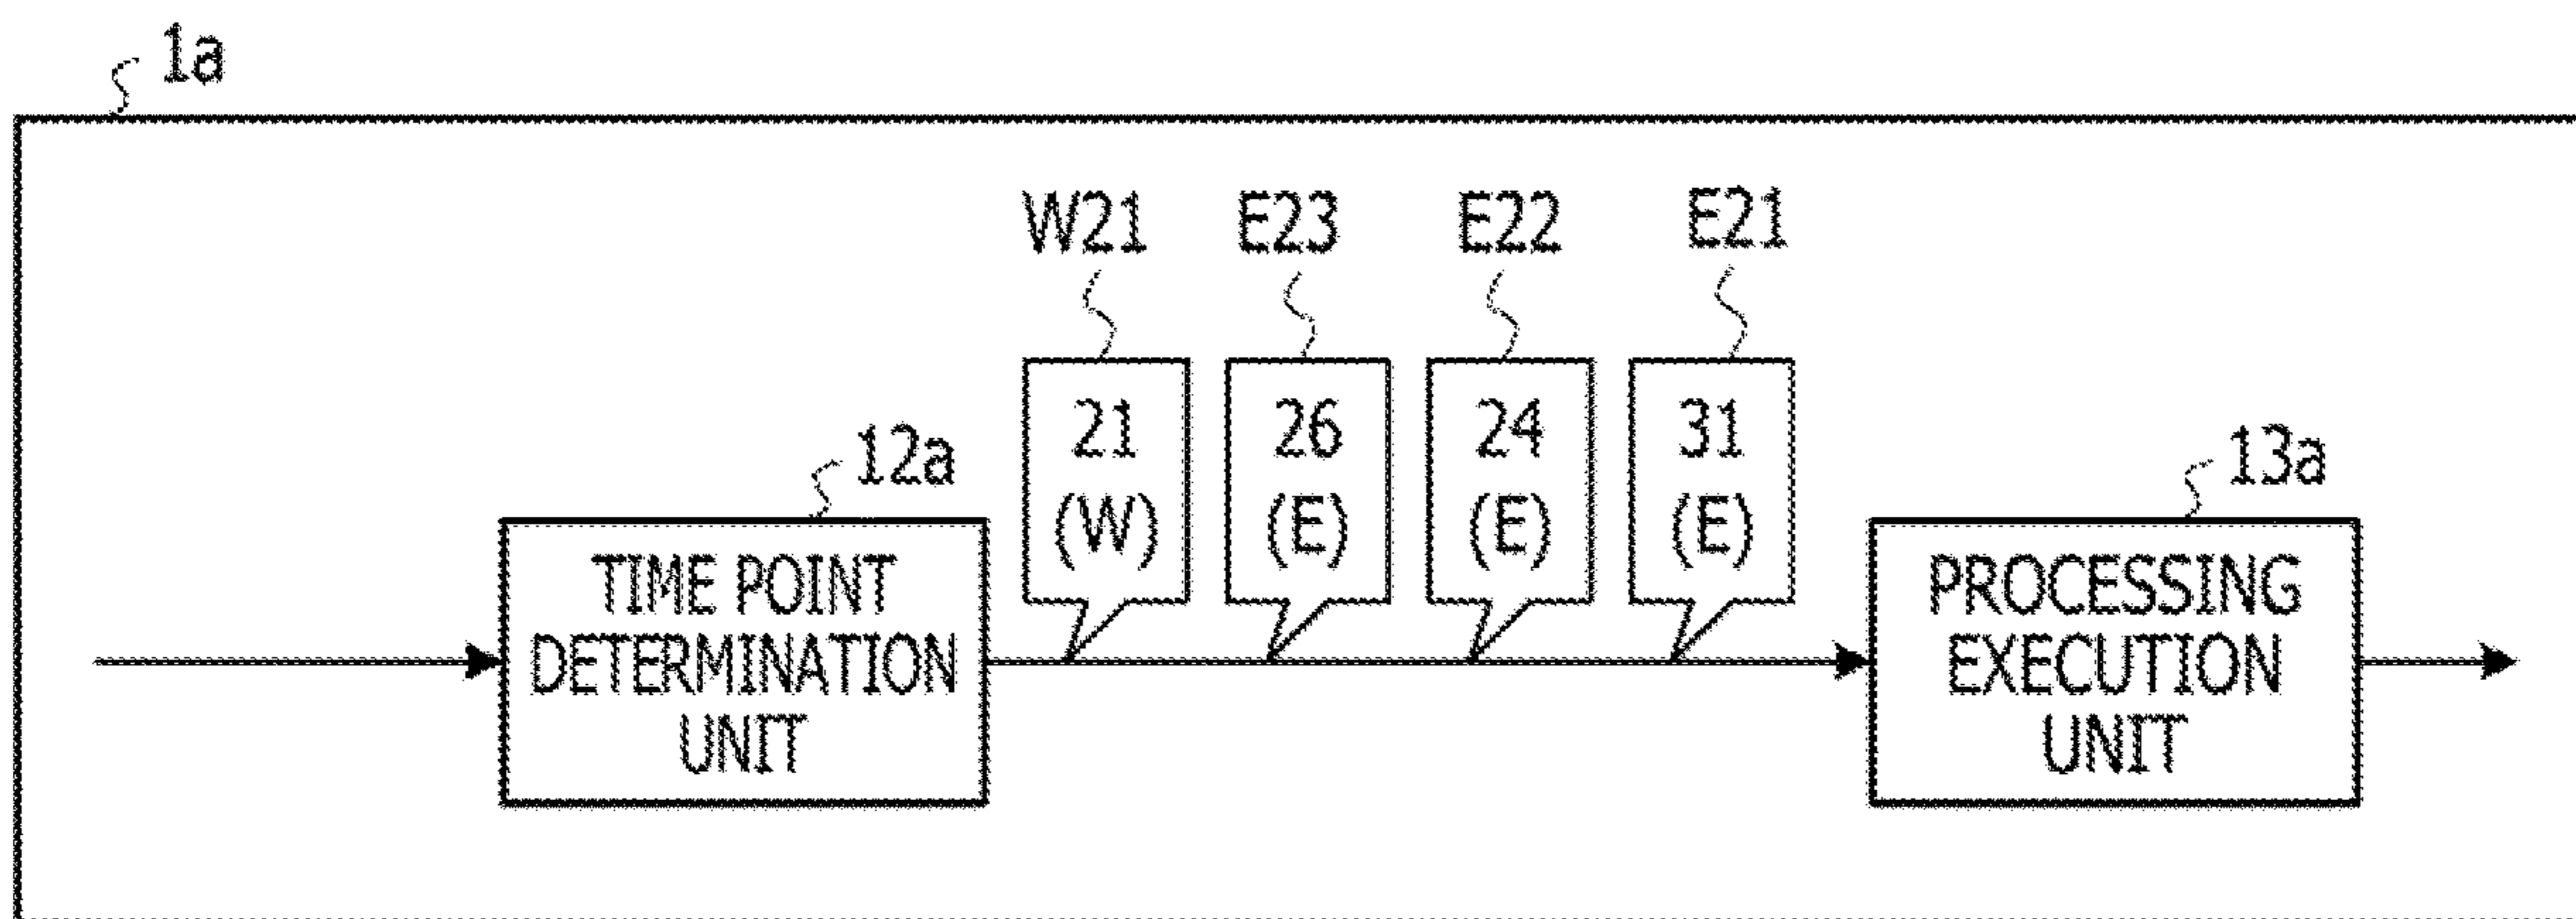 1a
W21 E23 E22 E21
21 26 24 31
(W) (E) (E) (E)
12a
13a
TIME POINT
DETERMINATION
UNIT
PROCESSING
EXECUTION
UNIT